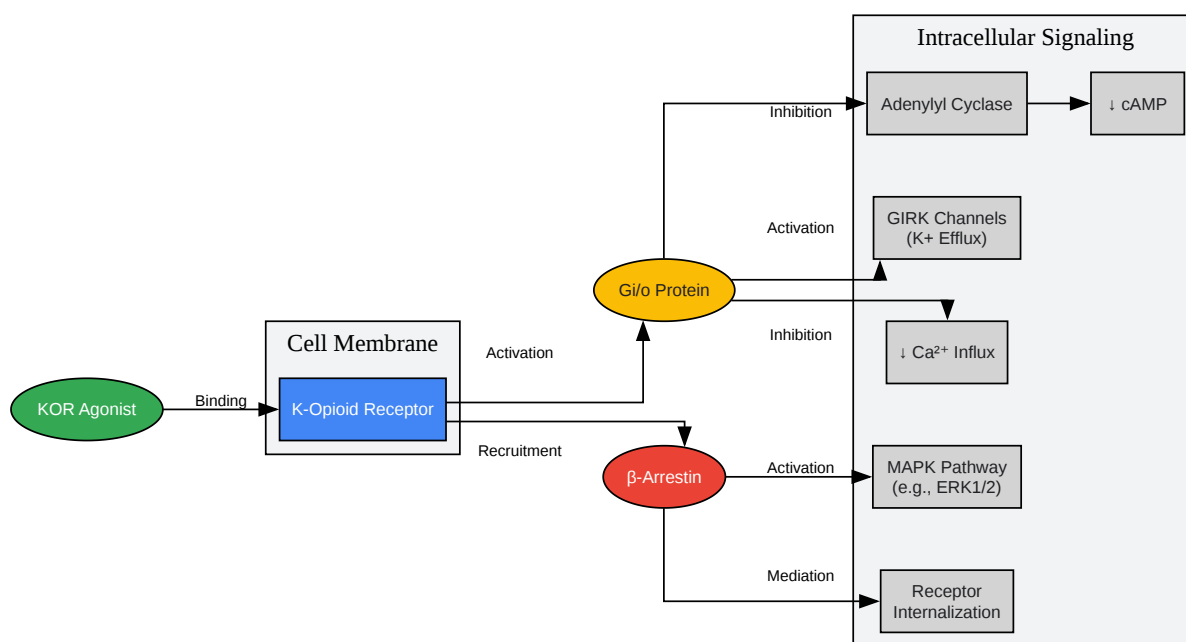 Intracellular Signaling
Adenylyl Cyclase
↓ cAMP
Inhibition
GIRK Channels
(K+ Efflux)
Activation
Gi/o Protein
Inhibition
↓ Ca²⁺ Influx
Cell Membrane
Activation
KOR Agonist
Binding
K-Opioid Receptor
Recruitment
β-Arrestin
Activation
MAPK Pathway
(e.g., ERK1/2)
Mediation
Receptor
Internalization